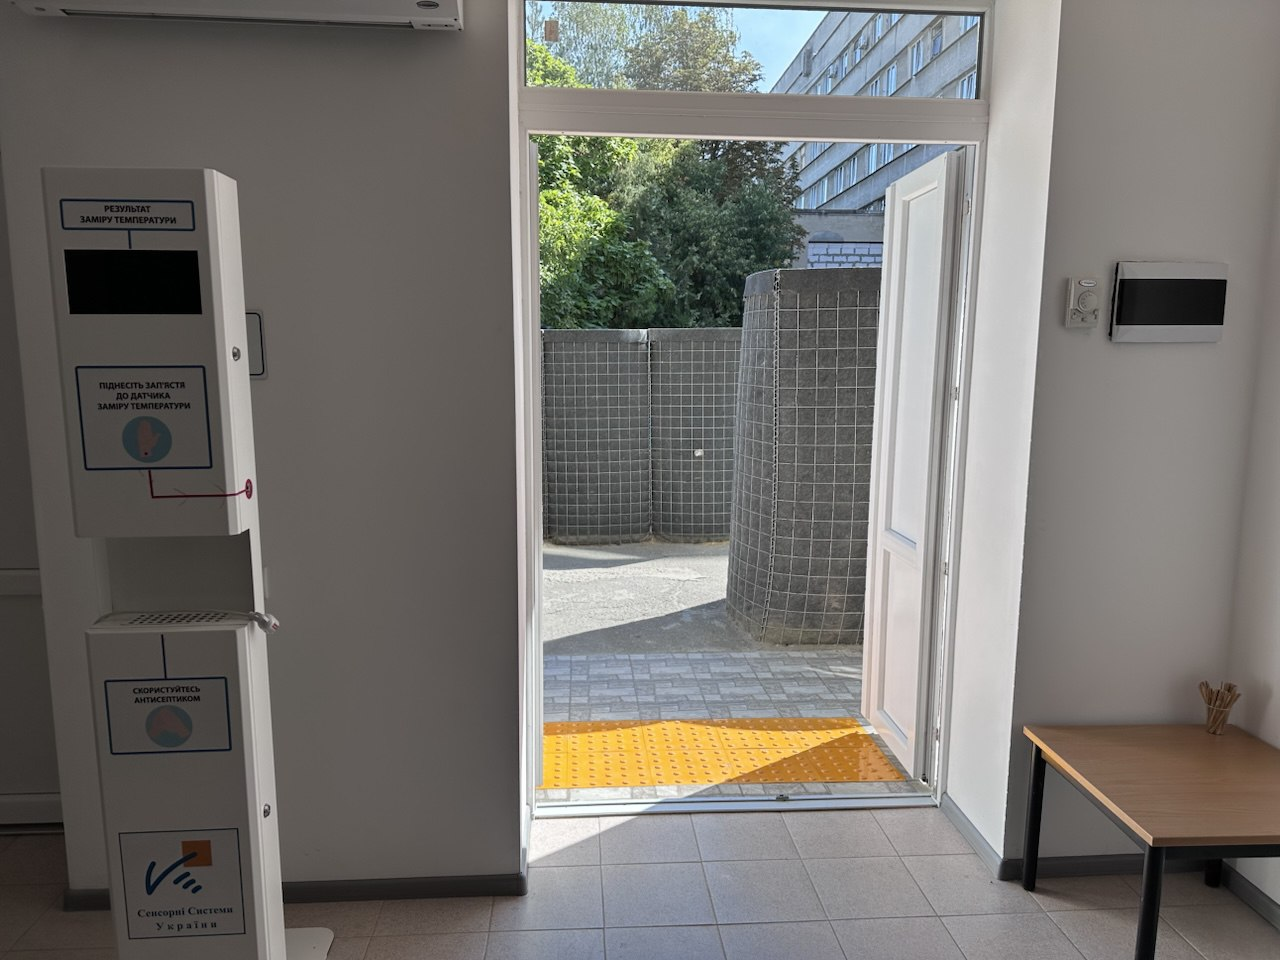 РЕЗУЛЬТАТ
ЗАМІРУ ТЕМПЕРАТУРИ
ПІДНЕСІТЬ ЗАП'ЯСТЯ
ДО ДАТЧИКА
ЗАМІРУ ТЕМПЕРАТУРИ
СКОРИСТУЙТЕСЬ
АНТИСЕПТИКОМ
Сенсорні Системи
України